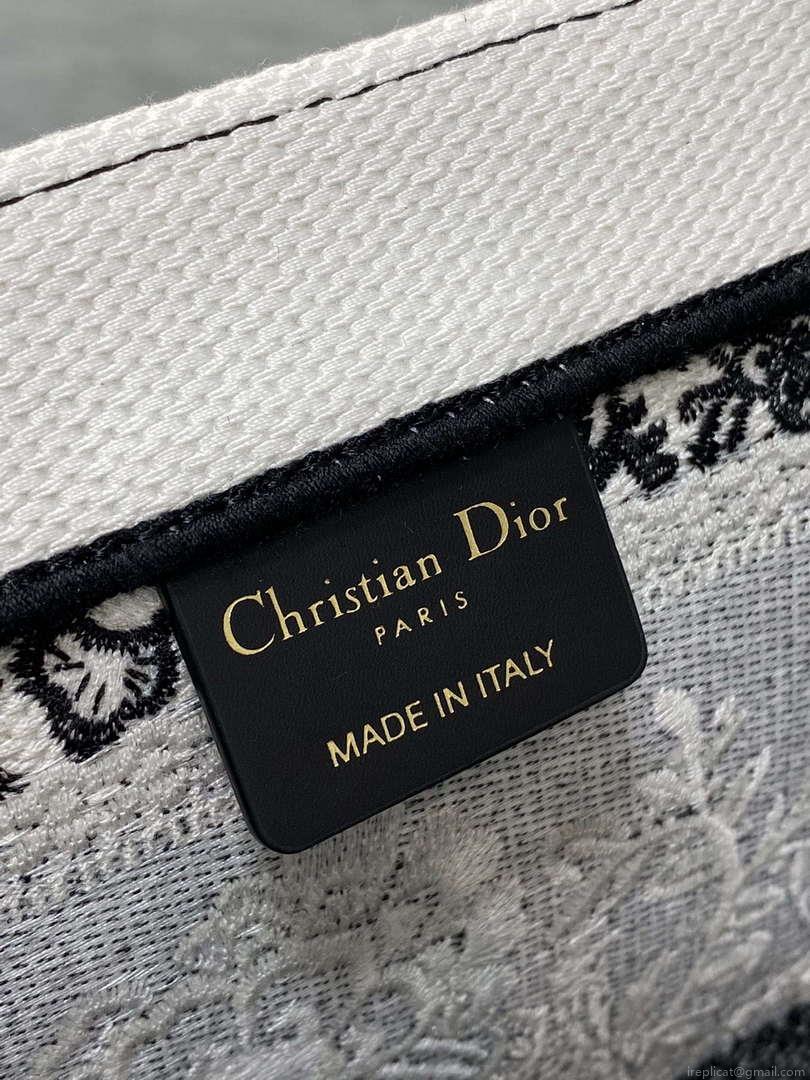 Christian Dior
PARIS
MADE IN ITALY
ireplicat@gmail.com